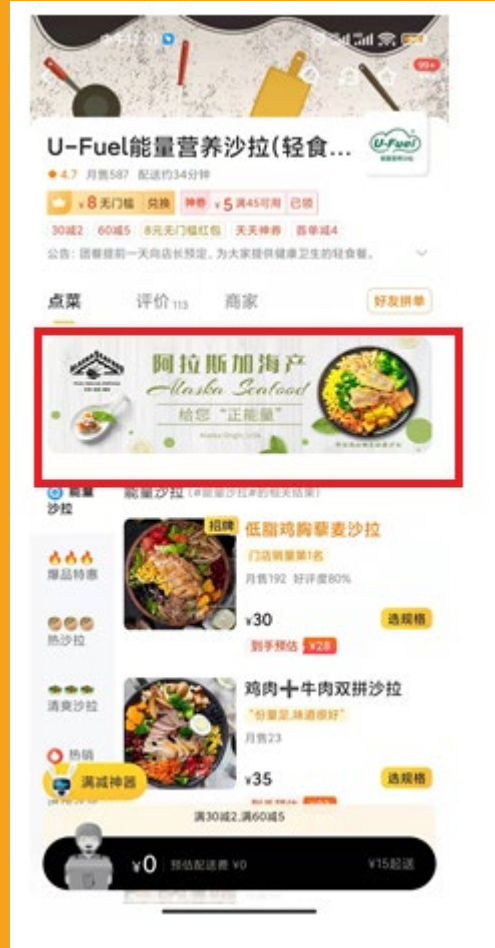 99+
U-Fuel能量营养沙拉(轻食...
U-Fuel
4.7 月售587 配送约34分钟
¥8无门槛 兑换 神券 ¥5 满45可用 已领
30减2 60减5 8元无门槛红包 天天神券 首单减4
公告：团餐提前一天向店长预定，为大家提供健康卫生的轻食餐。
点菜 评价113 商家 好友拼单
阿拉斯加海产
Alaska Seafood
给您“正能量”
能量沙拉
能量沙拉(#能量沙拉#的相关结果)
招牌 低脂鸡胸藜麦沙拉
门店销量第1名
爆品特惠
月售192 好评度80%
¥30 选规格
热沙拉
到手预估 ¥28
鸡肉+牛肉双拼沙拉
清爽沙拉
"份量足,味道很好"
月售23
热销
满减神器
¥35 选规格
满30减2,满60减5
¥0 预估配送费 ¥0 ¥15起送